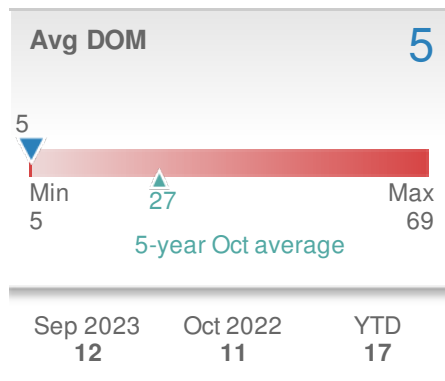 Avg DOM 5
5
Min Max
27
5 69
5-year Oct average
Sep 2023 Oct 2022 YTD
12 11 17